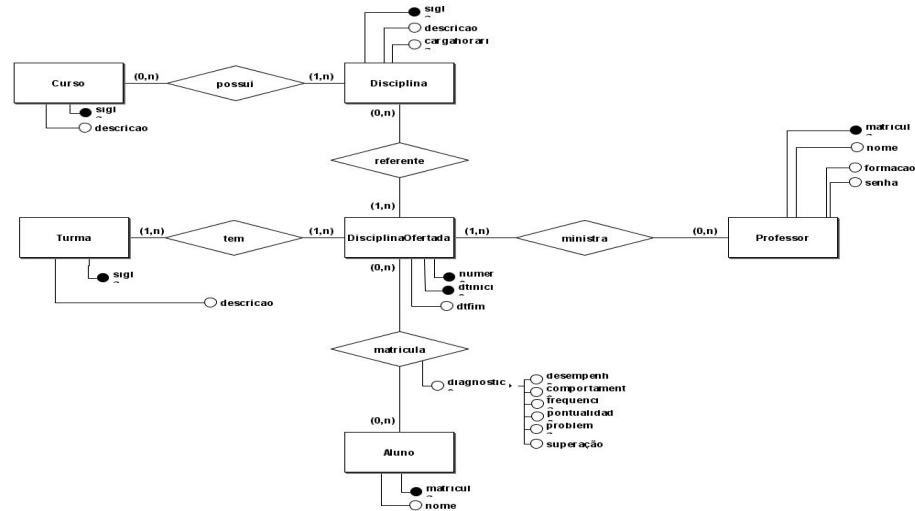 sigl
descricao
cargahorari
Curso
(0,n)
possui
(1,n)
Disciplina
sigl
descricao
(0,n)
matricul
nome
formacao
senha
referente
(1,n)
Turma
(1,n)
tem
(1,n)
DisciplinaOfertada
(1,n)
ministra
(0,n)
Professor
sigl
descricao
(0,n)
numer
dtinici
dtfim
matricula
diagnostic
desempenh
comportament
frequenci
pontualidad
problem
superação
(0,n)
Aluno
matricul
nome